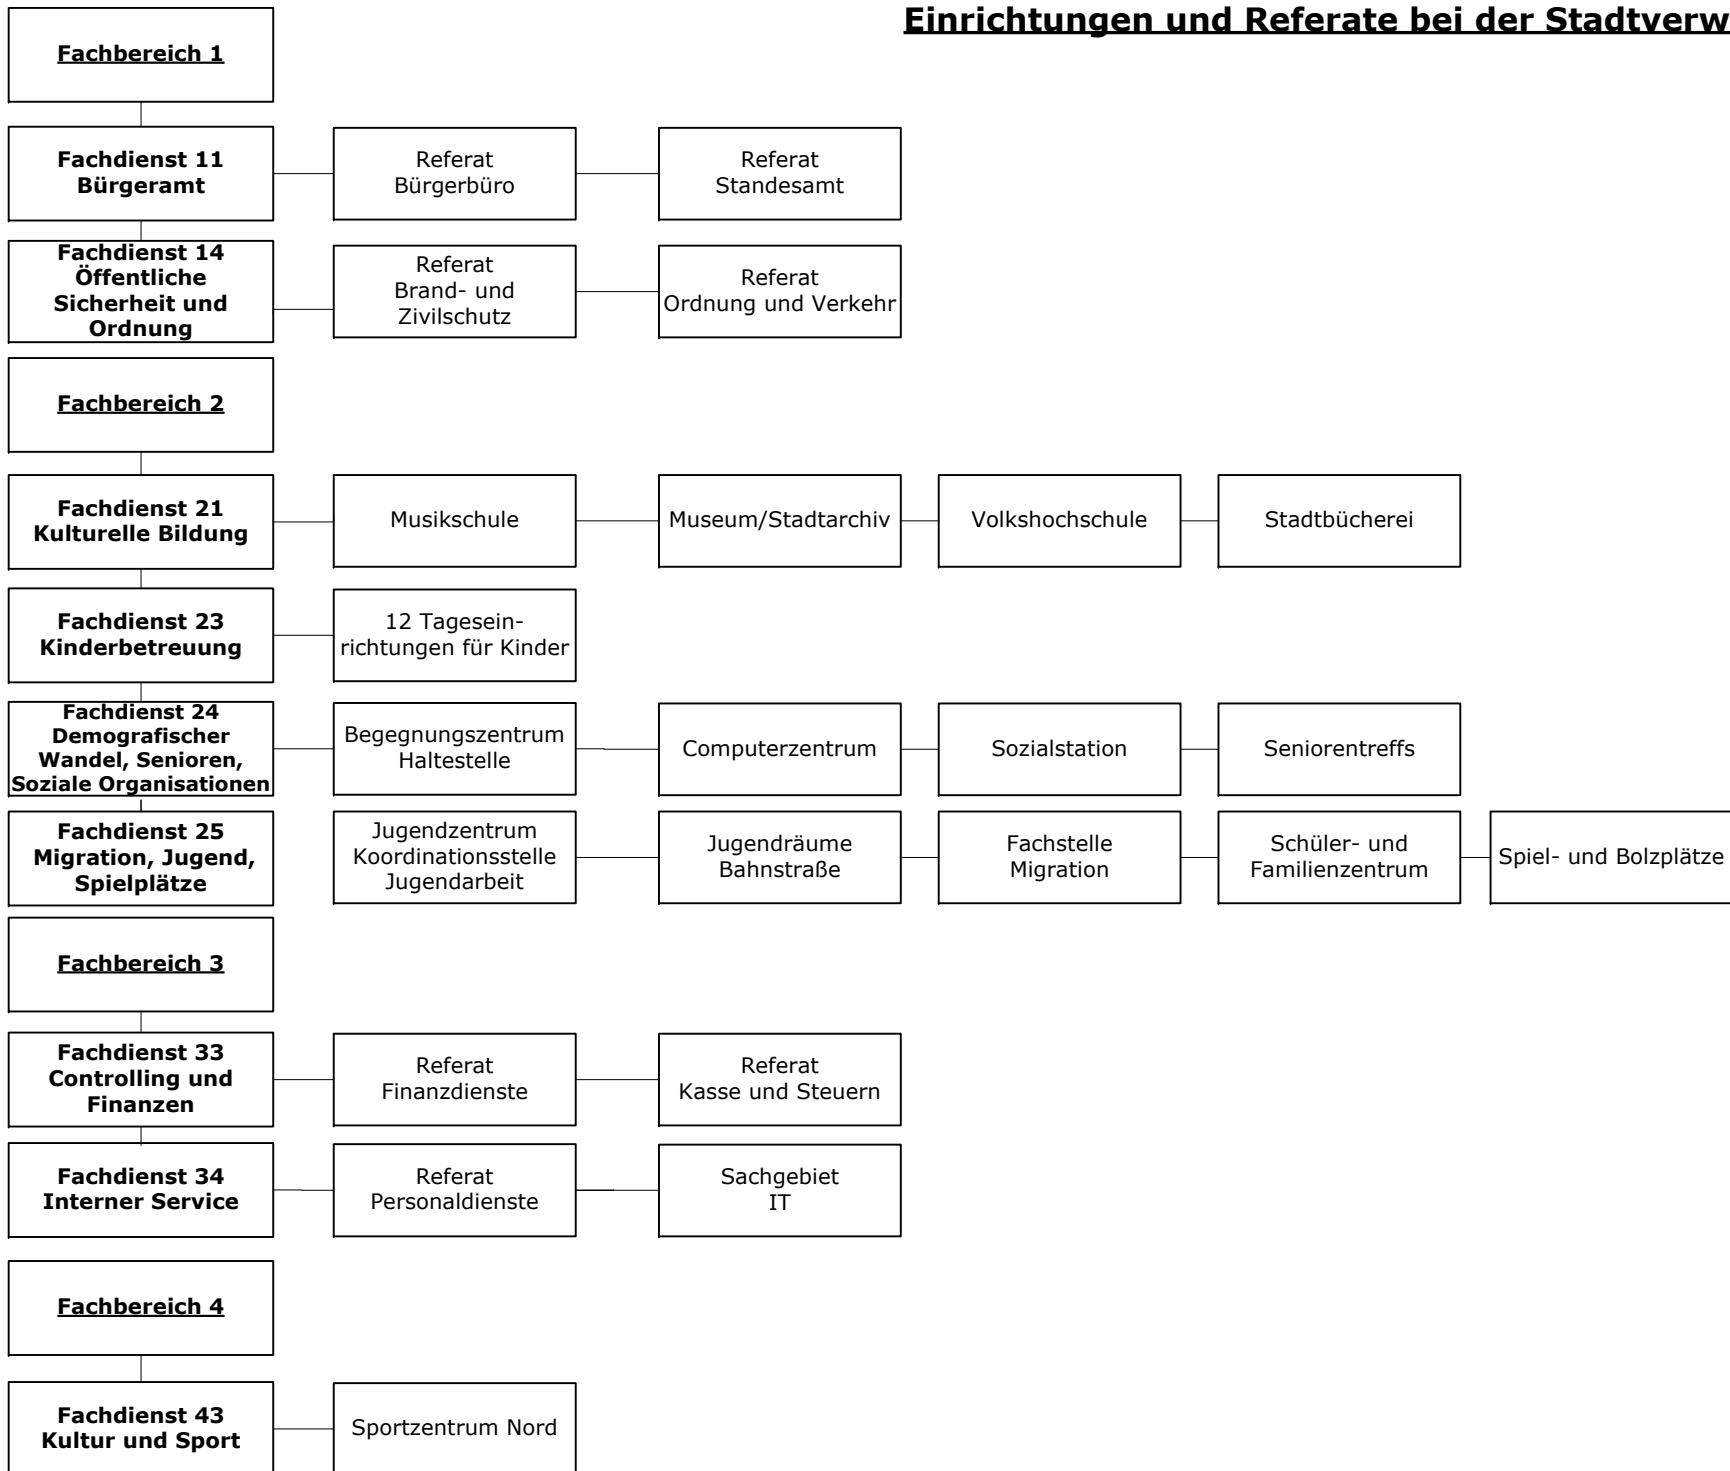 Einrichtungen und Referate bei der Stadtverw
Fachbereich 1
Fachdienst 11
Bürgeramt
Referat
Bürgerbüro
Referat
Standesamt
Fachdienst 14
Öffentliche
Sicherheit und
Ordnung
Referat
Brand- und
Zivilschutz
Referat
Ordnung und Verkehr
Fachbereich 2
Fachdienst 21
Kulturelle Bildung
Musikschule
Museum/Stadtarchiv
Volkshochschule
Stadtbücherei
Fachdienst 23
Kinderbetreuung
12 Tagesein-
richtungen für Kinder
Fachdienst 24
Demografischer
Wandel, Senioren,
Soziale Organisationen
Begegnungszentrum
Haltestelle
Computerzentrum
Sozialstation
Seniorentreffs
Fachdienst 25
Migration, Jugend,
Spielplätze
Jugendzentrum
Koordinationsstelle
Jugendarbeit
Jugendräume
Bahnstraße
Fachstelle
Migration
Schüler- und
Familienzentrum
Spiel- und Bolzplätze
Fachbereich 3
Fachdienst 33
Controlling und
Finanzen
Referat
Finanzdienste
Referat
Kasse und Steuern
Fachdienst 34
Interner Service
Referat
Personaldienste
Sachgebiet
IT
Fachbereich 4
Fachdienst 43
Kultur und Sport
Sportzentrum Nord